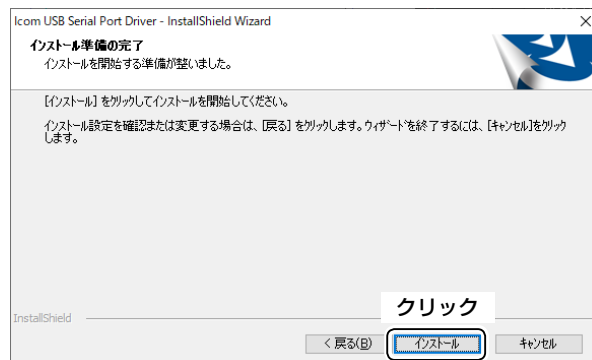 Icom USB Serial Port Driver - InstallShield Wizard
インストール準備の完了
インストールを開始する準備が整いました。
[インストール] をクリックしてインストールを開始してください。
インストール設定を確認または変更する場合は、[戻る] をクリックします。ウィザードを終了するには、[キャンセル]をクリック
します。
クリック
InstallShield
< 戻る(B)
インストール
キャンセル